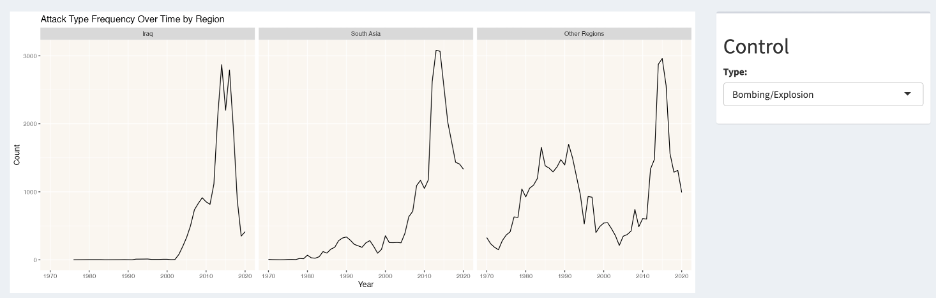 Attack Type Frequency Over Time by Region
Iraq South Asia Other Regions
3000
2000
1000
0
Count
1970 1980 1990 2000 2010 2020 1970 1980 1990 2000 2010 2020 1970 1980 1990 2000 2010 2020
Year
Control
Type:
Bombing/Explosion